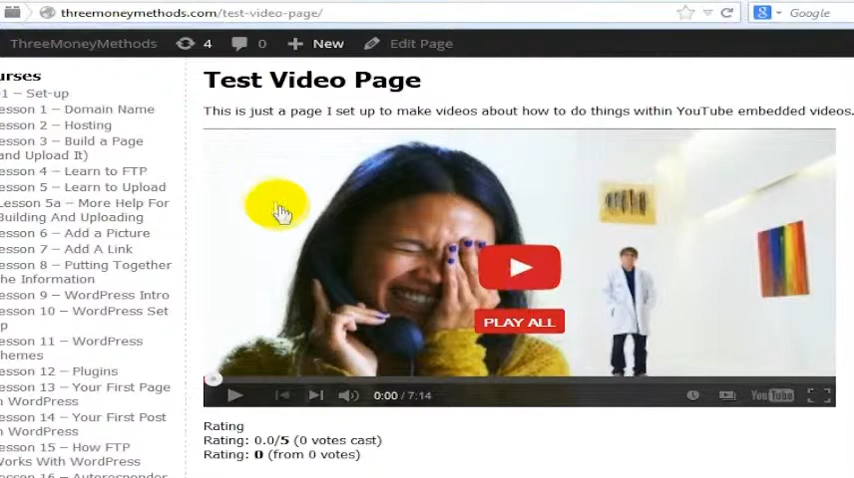 threemoneymethods.com/test-video-page/
Google
ThreeMoneyMethods
4
0
New
Edit Page
urses
1 – Set-up
esson 1 – Domain Name
esson 2 – Hosting
esson 3 – Build a Page
and Upload It)
esson 4 – Learn to FTP
esson 5 – Learn to Upload
Lesson 5a – More Help For
Building And Uploading
esson 6 – Add a Picture
esson 7 – Add A Link
esson 8 – Putting Together
he Information
esson 9 – WordPress Intro
esson 10 – WordPress Set
p
esson 11 – WordPress
hemes
esson 12 – Plugins
esson 13 – Your First Page
n WordPress
esson 14 – Your First Post
n WordPress
esson 15 – How FTP
Works With WordPress
esson 16 – Autoresponder
Test Video Page
This is just a page I set up to make videos about how to do things within YouTube embedded videos.
PLAY ALL
0:00 / 7:14
YouTube
Rating
Rating: 0.0/5 (0 votes cast)
Rating: 0 (from 0 votes)